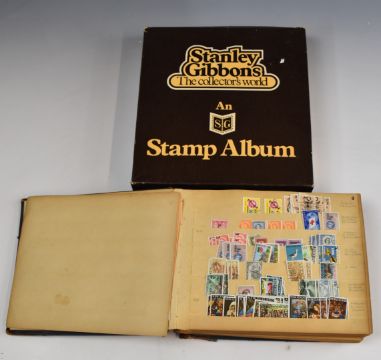 Stanley
Gibbons
The collector's world
An
SG
Stamp Album